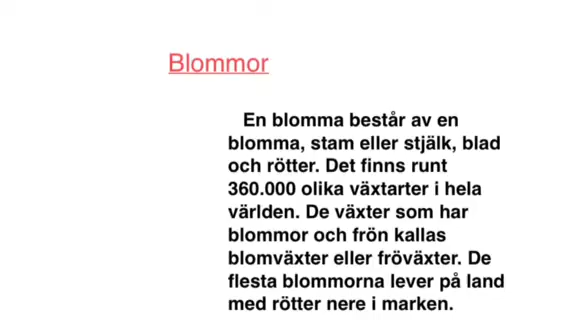 Blommor
En blomma består av en
blomma, stam eller stjälk, blad
och rötter. Det finns runt
360.000 olika växtarter i hela
världen. De växter som har
blommor och frön kallas
blomväxter eller fröväxter. De
flesta blommorna lever på land
med rötter nere i marken.